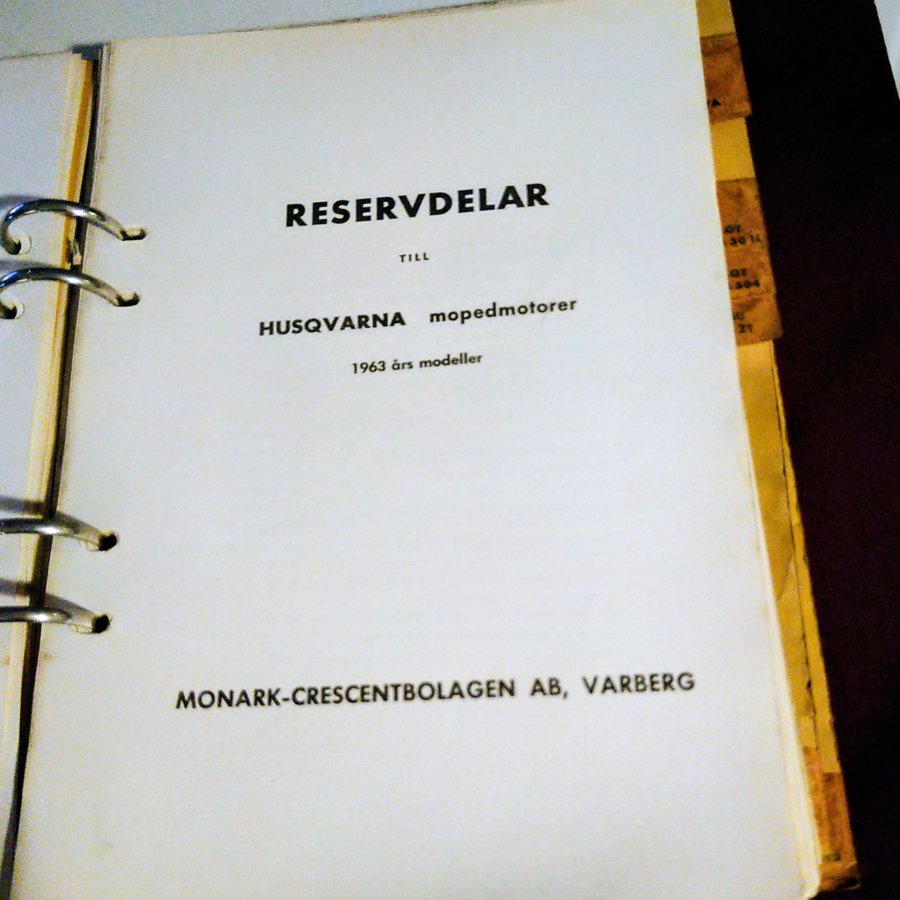 RESERVDELAR
TILL
HUSQVARNA mopedmotorer
1963 års modeller
MONARK-CRESCENTBOLAGEN AB, VARBERG